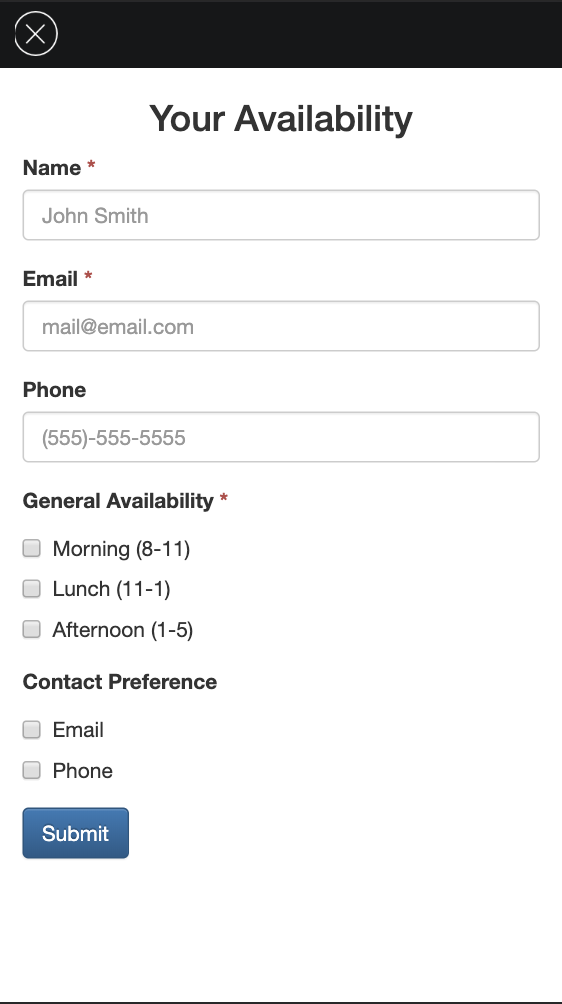 Your Availability
Name *
John Smith
Email *
mail@email.com
Phone
(555)-555-5555
General Availability *
Morning (8-11)
Lunch (11-1)
Afternoon (1-5)
Contact Preference
Email
Phone
Submit